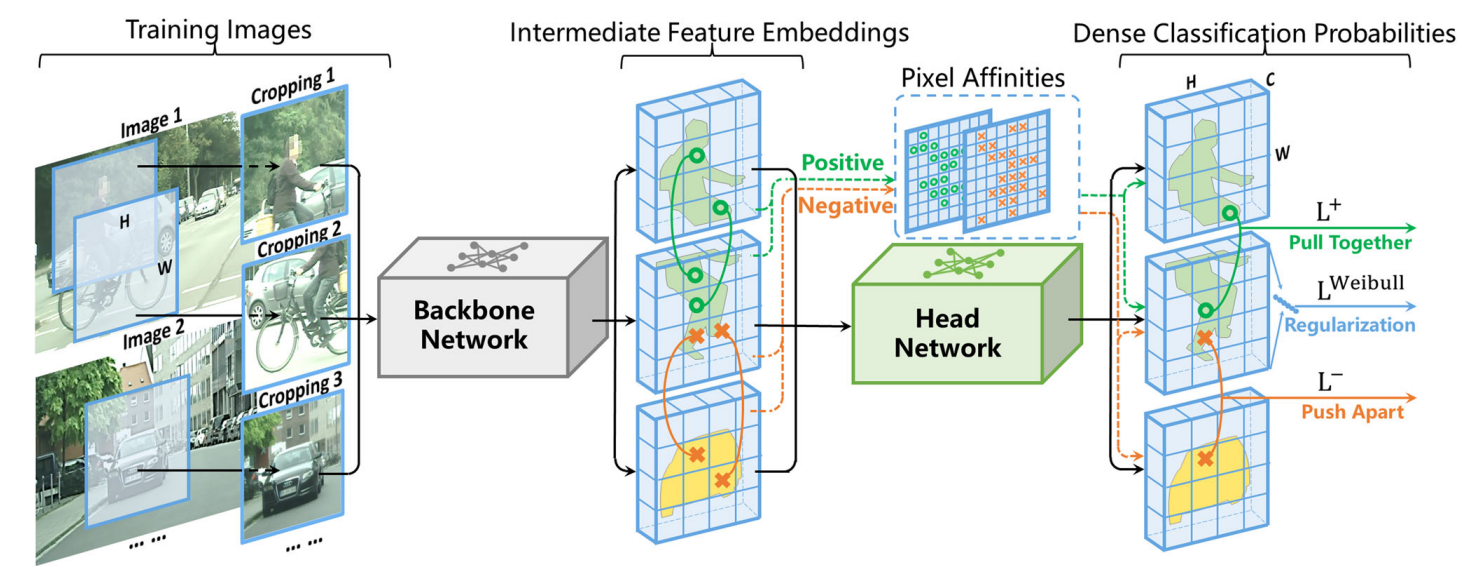 Training Images
Intermediate Feature Embeddings
Dense Classification Probabilities
Image 1
Cropping 1
H
W
Image 2
Cropping 2
Cropping 3
... ...
... ...
Backbone
Network
Pixel Affinities
Positive
Negative
Head
Network
H
C
W
L+
Pull Together
LWeibull
Regularization
L−
Push Apart